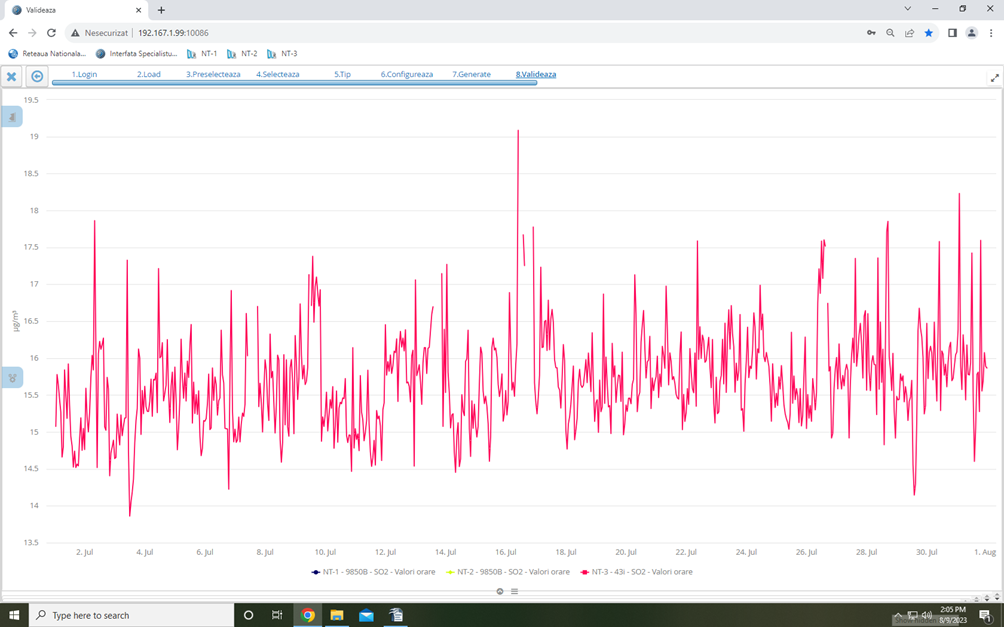 Valideaza
Nesecurizat | 192.167.1.99:10086
Reteaua Nationala... Interfata Specialistu... NT-1 NT-2 NT-3
1.Login 2.Load 3.Preselecteaza 4.Selecteaza 5.Tip 6.Configureaza 7.Generate 8.Valideaza
19.5
19
18.5
18
17.5
17
µg/m³
16.5
16
15.5
15
14.5
14
13.5
2. Jul 4. Jul 6. Jul 8. Jul 10. Jul 12. Jul 14. Jul 16. Jul 18. Jul 20. Jul 22. Jul 24. Jul 26. Jul 28. Jul 30. Jul 1. Aug
NT-1 - 9850B - SO2 - Valori orare NT-2 - 9850B - SO2 - Valori orare NT-3 - 43i - SO2 - Valori orare
Type here to search
2:05 PM
8/9/2023
1